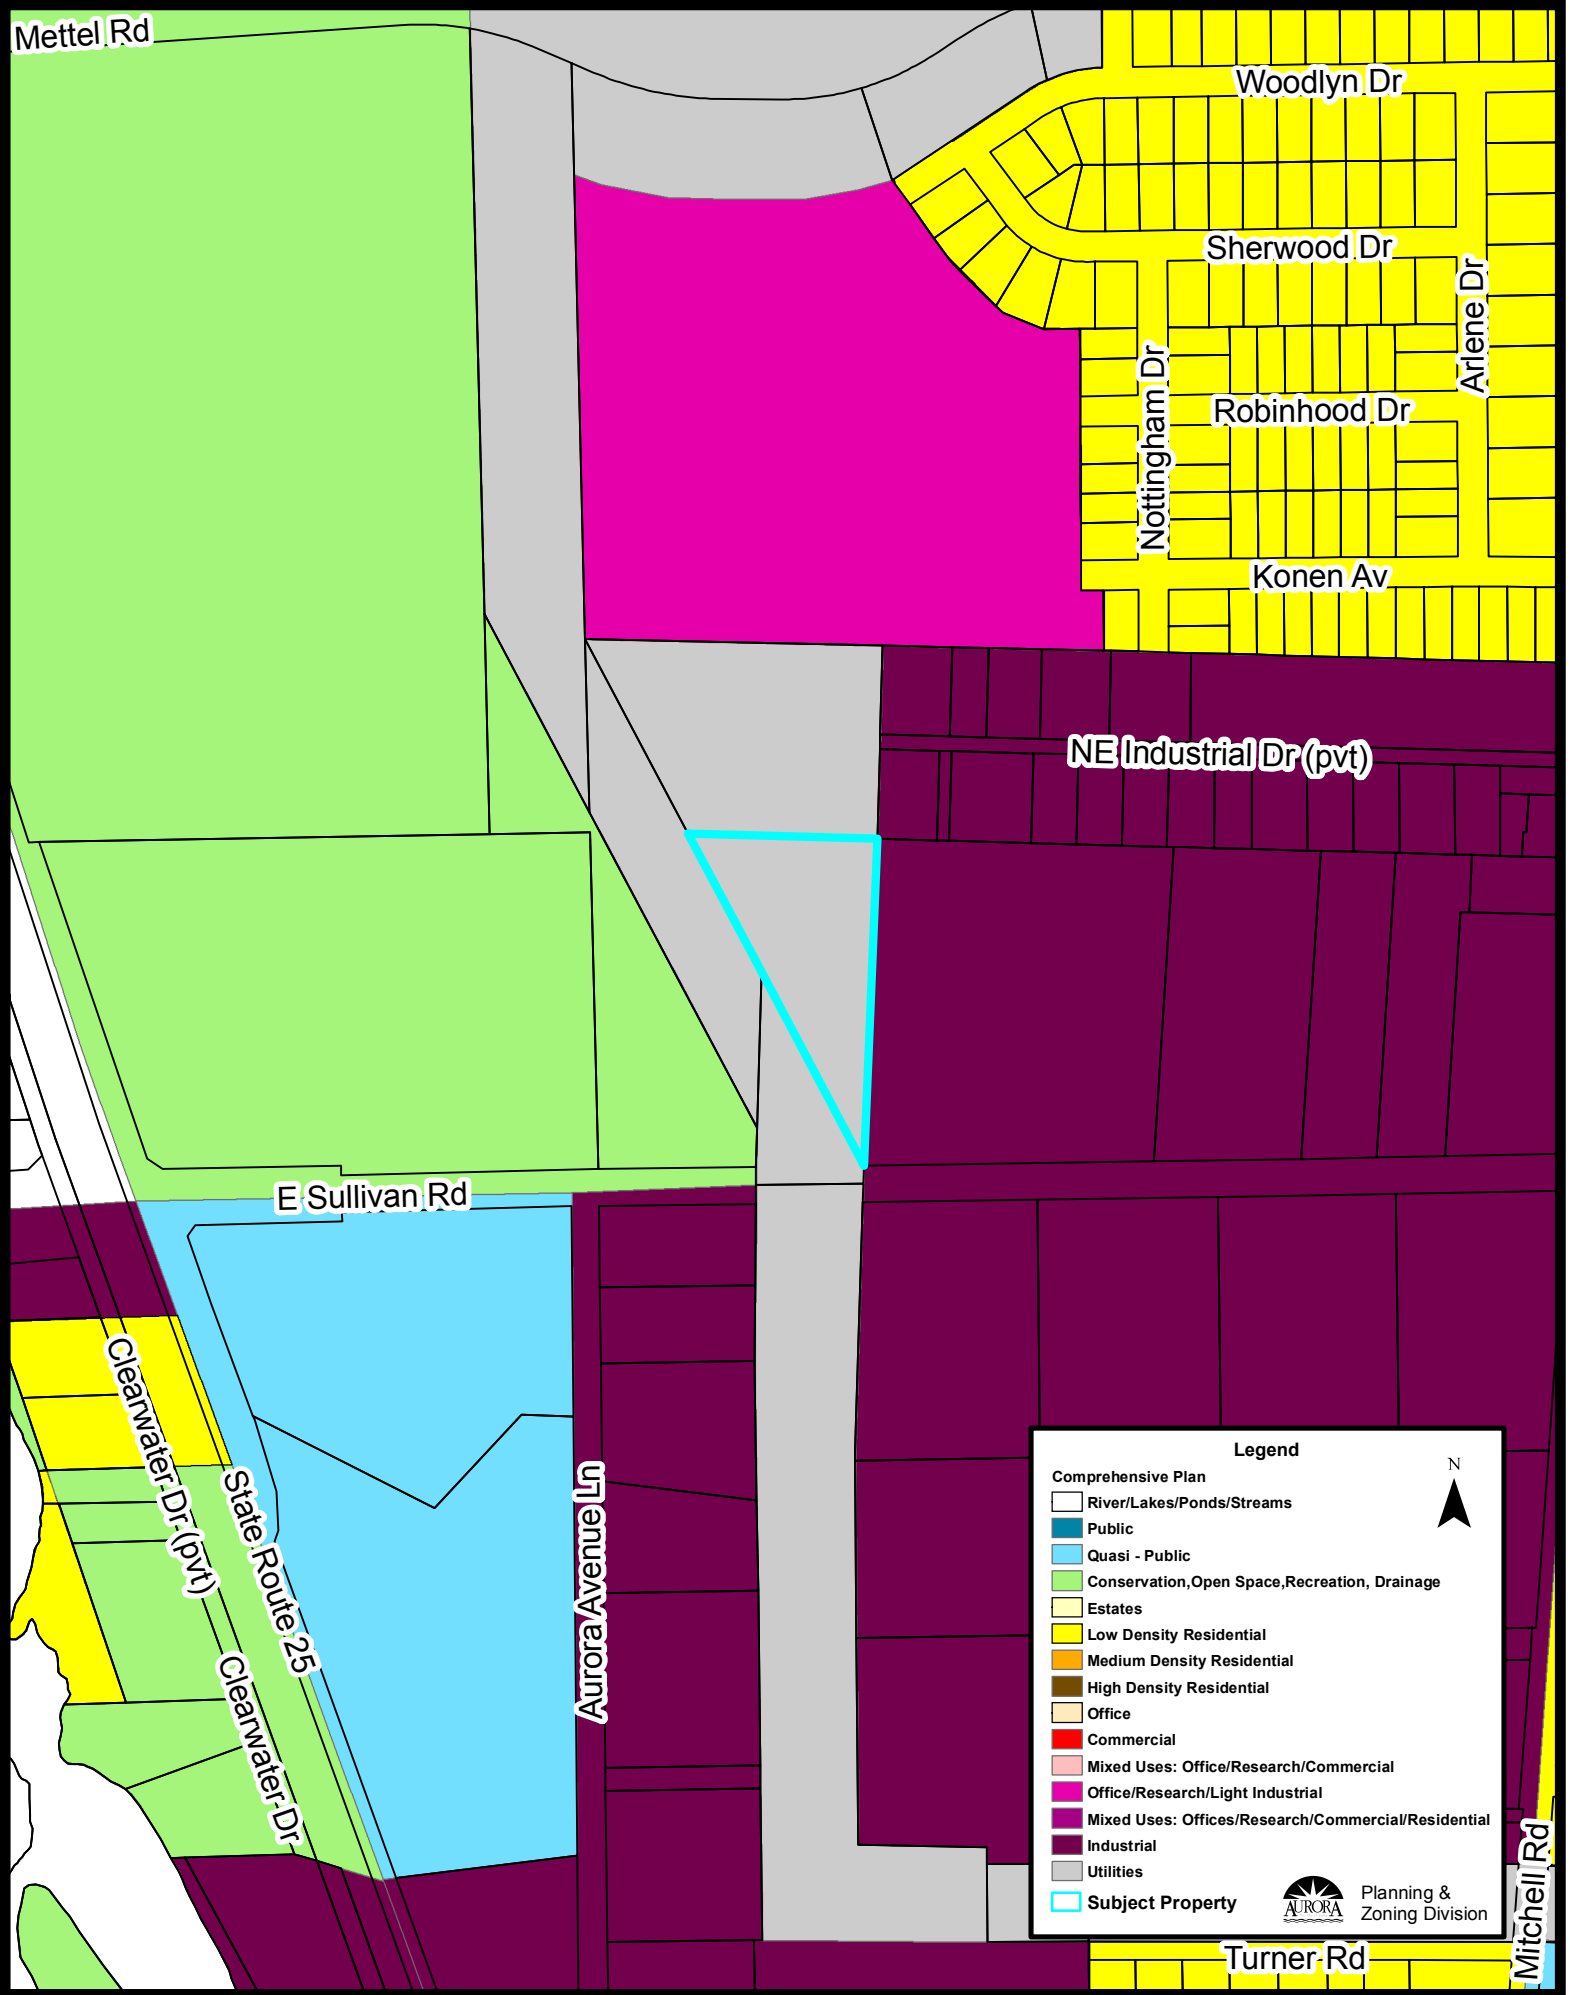 Mettel Rd
Woodlyn Dr
Sherwood Dr
Arlene Dr
Nottingham Dr
Robinhood Dr
Konen Av
NE Industrial Dr (pvt)
E Sullivan Rd
Clearwater Dr (pvt)
State Route 25
Aurora Avenue Ln
Clearwater Dr
Legend
Comprehensive Plan
N
River/Lakes/Ponds/Streams
Public
Quasi - Public
Conservation,Open Space,Recreation, Drainage
Estates
Low Density Residential
Medium Density Residential
High Density Residential
Office
Commercial
Mixed Uses: Office/Research/Commercial
Office/Research/Light Industrial
Mixed Uses: Offices/Research/Commercial/Residential
Industrial
Utilities
Subject Property
AURORA
Planning &
Zoning Division
Mitchell Rd
Turner Rd